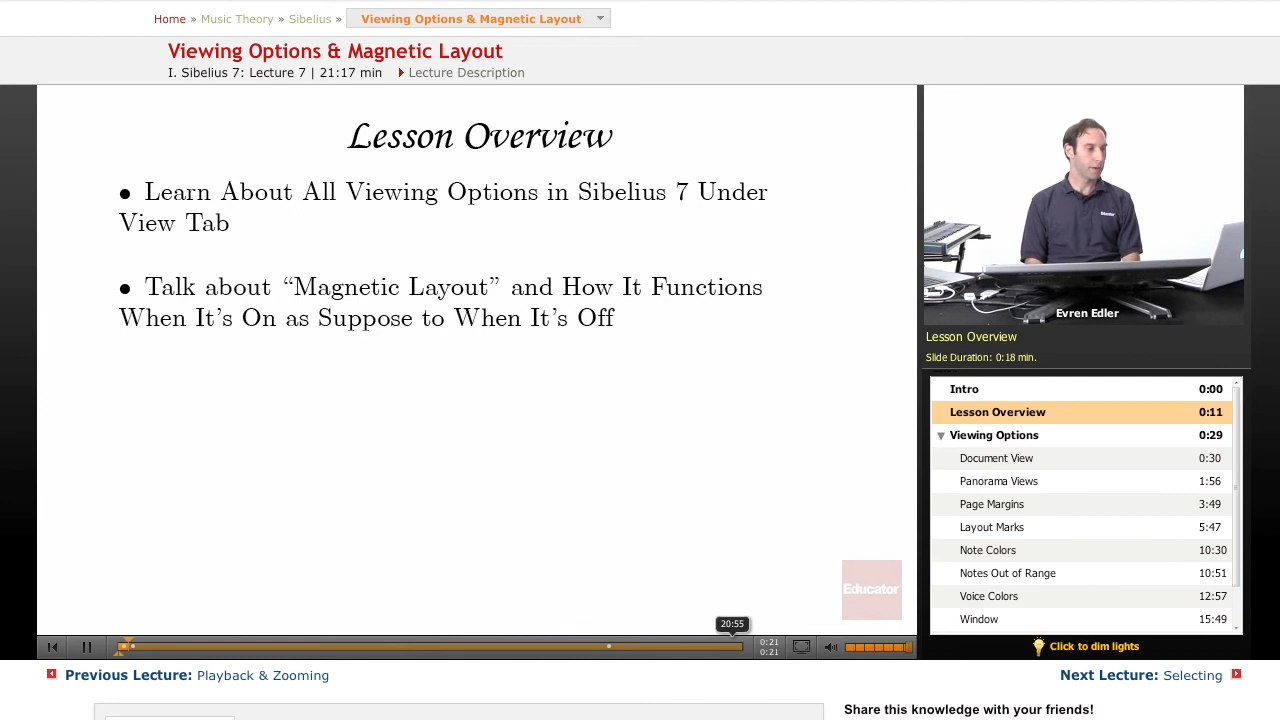 Home » Music Theory » Sibelius » Viewing Options & Magnetic Layout
Viewing Options & Magnetic Layout
I. Sibelius 7: Lecture 7 | 21:17 min Lecture Description
Lesson Overview
● Learn About All Viewing Options in Sibelius 7 Under
View Tab
● Talk about “Magnetic Layout” and How It Functions
When It’s On as Suppose to When It’s Off
Educator
20:55
0:21
0:21
Evren Edler
Lesson Overview
Slide Duration: 0:18 min.
Intro 0:00
Lesson Overview 0:11
Viewing Options 0:29
Document View 0:30
Panorama Views 1:56
Page Margins 3:49
Layout Marks 5:47
Note Colors 10:30
Notes Out of Range 10:51
Voice Colors 12:57
Window 15:49
Click to dim lights
Previous Lecture: Playback & Zooming
Next Lecture: Selecting
Share this knowledge with your friends!